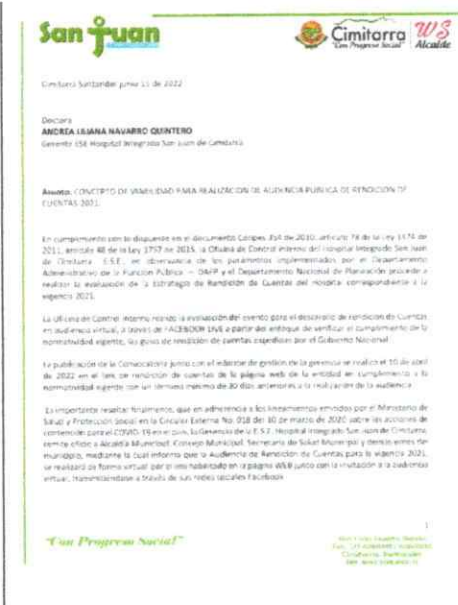 San Juan
Cimitarra
"Con Progreso Social"
WS
Alcalde
Cimitarra Santander junio 15 de 2022
Doctora
ANDREA LILIANA NAVARRO QUINTERO
Gerente ESE Hospital Integrado San Juan de Cimitarra
Asunto: CONCEPTO DE VIABILIDAD PARA REALIZACION DE AUDIENCIA PUBLICA DE RENDICION DE
CUENTAS 2021.
En cumplimiento con lo dispuesto en el documento Conpes 354 de 2010, artículo 78 de la Ley 1474 de
2011, artículo 48 de la Ley 1757 de 2015, la Oficina de Control Interno del Hospital Integrado San Juan
de Cimitarra E.S.E., en observancia de los parámetros implementados por el Departamento
Administrativo de la Función Pública – DAFP y el Departamento Nacional de Planeación procede a
realizar la evaluación de la Estrategia de Rendición de Cuentas del Hospital correspondiente a la
vigencia 2021.
La Oficina de Control Interno realizó la evaluación del evento para el desarrollo de rendición de Cuentas
en audiencia virtual, a través de FACEBOOK LIVE a partir del enfoque de verificar el cumplimiento de la
normatividad vigente, las guías de rendición de cuentas expedidas por el Gobierno Nacional
La publicación de la Convocatoria junto con el informe de gestión de la gerencia se realizó el 10 de abril
de 2022 en el link de rendición de cuentas de la página web de la entidad en cumplimiento a la
normatividad vigente con un término mínimo de 30 días anteriores a la realización de la audiencia
Es importante resaltar finalmente, que en adherencia a los lineamientos emitidos por el Ministerio de
Salud y Protección Social en la Circular Externa No. 018 del 10 de marzo de 2020 sobre las acciones de
contención para el COVID-19 en el país, la Gerencia de la E.S.E. Hospital Integrado San Juan de Cimitarra,
remite oficio a Alcaldía Municipal, Concejo Municipal, Secretaría de Salud Municipal y demás entes del
municipio, mediante la cual informa que la Audiencia de Rendición de Cuentas para la vigencia 2021,
se realizará de forma virtual por el link habilitado en la página WEB junto con la invitación a la audiencia
virtual, transmitiéndose a través de sus redes sociales Facebook
1
"Con Progreso Social"
Cimitarra, Santander